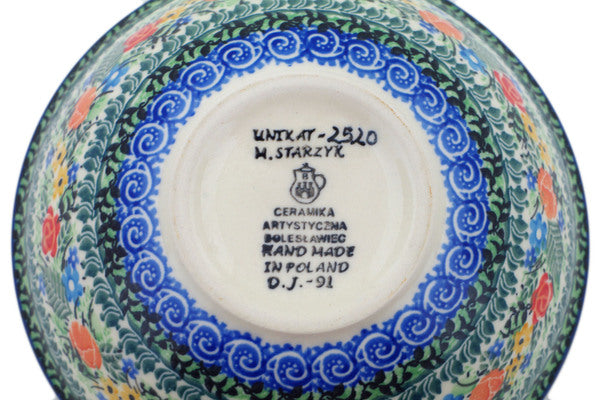 UNIKAT-2520
M. STARZYK
B
CERAMIKA
ARTYSTYCZNA
BOLESŁAWIEC
HAND MADE
IN POLAND
D.J.-91